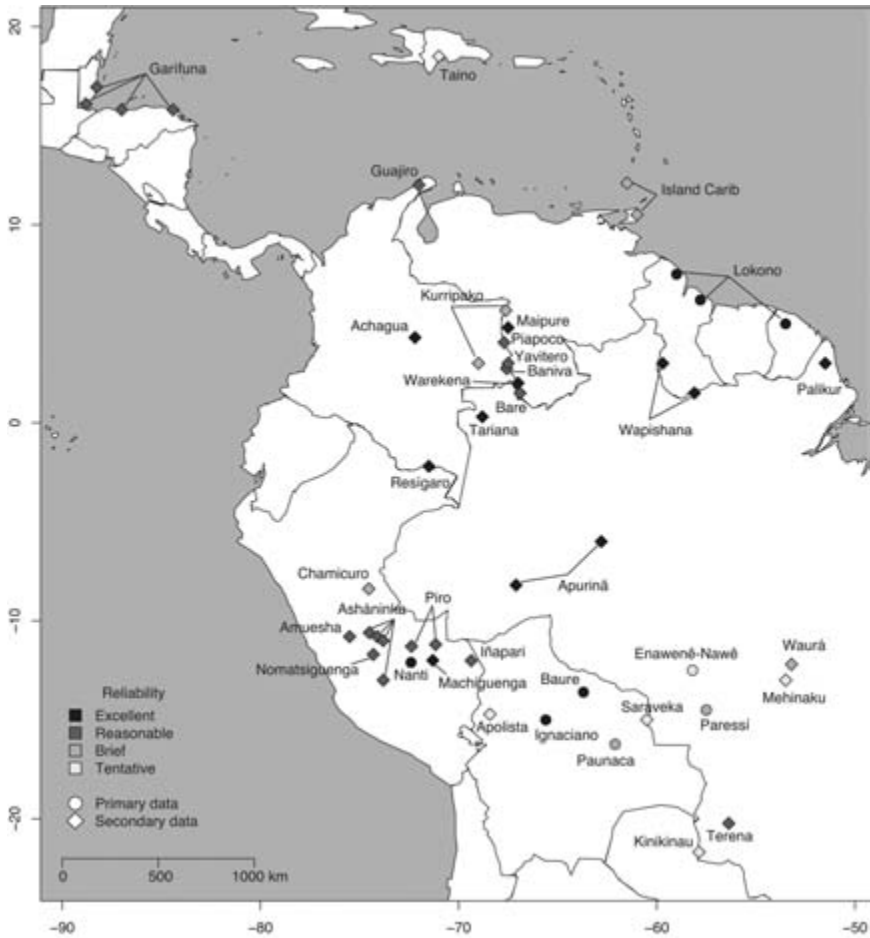 20
Garifuna
Taino
Guajiro
Island Carib
10
Lokono
Kurripako
Achagua
Maipure
Piapoco
Yavitero
Baniva
Warekena
Palikur
Bare
Wapishana
Tariana
0
Resígaro
Chamicuro
Apurinã
Ashàninka
Piro
-10
Amuesha
Iñapari
Waurà
Enawenê-Nawê
Nomatsiguenga
Nanti
Machiguenga
Baure
Mehinaku
Reliability
Excellent
Reasonable
Brief
Tentative
Apolista
Ignaciano
Saraveka
Paressí
Paunaca
Primary data
Secondary data
-20
Terena
Kinikinau
0 500 1000 km
-90 -80 -70 -60 -50